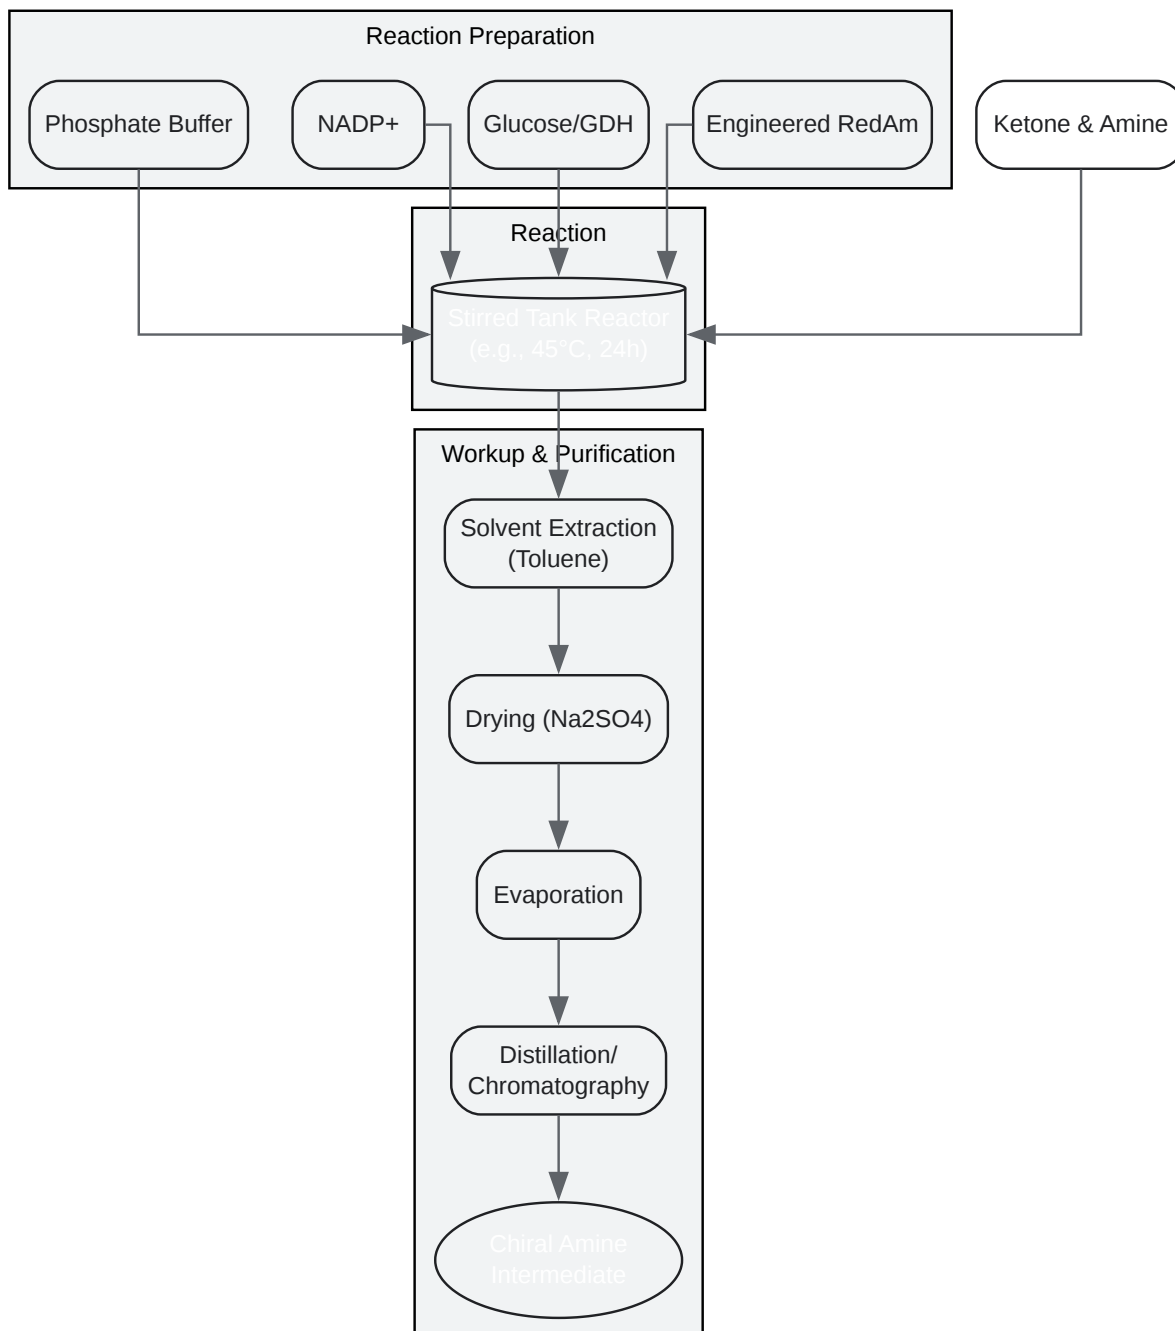 Reaction Preparation
Phosphate Buffer
NADP+
Glucose/GDH
Engineered RedAm
Ketone & Amine
Reaction
Stirred Tank Reactor
(e.g., 45°C, 24h)
Workup & Purification
Solvent Extraction
(Toluene)
Drying (Na2SO4)
Evaporation
Distillation/
Chromatography
Chiral Amine
Intermediate